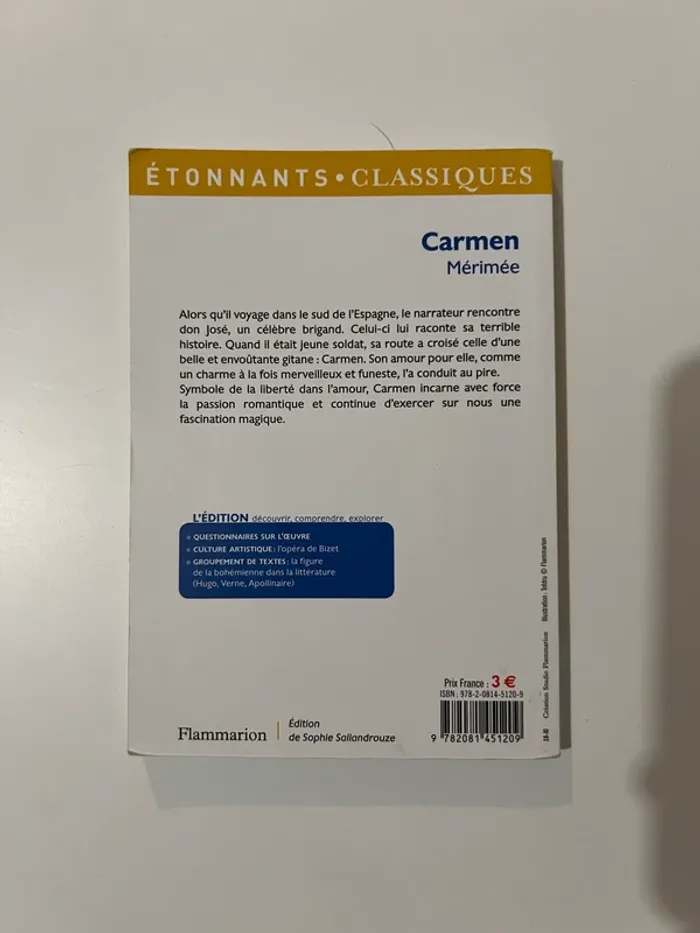 ÉTONNANTS • CLASSIQUES
Carmen
Mérimée
Alors qu'il voyage dans le sud de l'Espagne, le narrateur rencontre
don José, un célèbre brigand. Celui-ci lui raconte sa terrible
histoire. Quand il était jeune soldat, sa route a croisé celle d'une
belle et envoûtante gitane : Carmen. Son amour pour elle, comme
un charme à la fois merveilleux et funeste, l'a conduit au pire.
Symbole de la liberté dans l'amour, Carmen incarne avec force
la passion romantique et continue d'exercer sur nous une
fascination magique.
L'ÉDITION découvrir, comprendre, explorer
• QUESTIONNAIRES SUR L'ŒUVRE
• CULTURE ARTISTIQUE : l'opéra de Bizet
• GROUPEMENT DE TEXTES : la figure
de la bohémienne dans la littérature
(Hugo, Verne, Apollinaire)
Prix France : 3 €
ISBN : 978-2-0814-5120-9
9 782081 451209
Flammarion
Édition
de Sophie Sallandrouze
Création Studio Flammarion
Illustration : © Flammarion